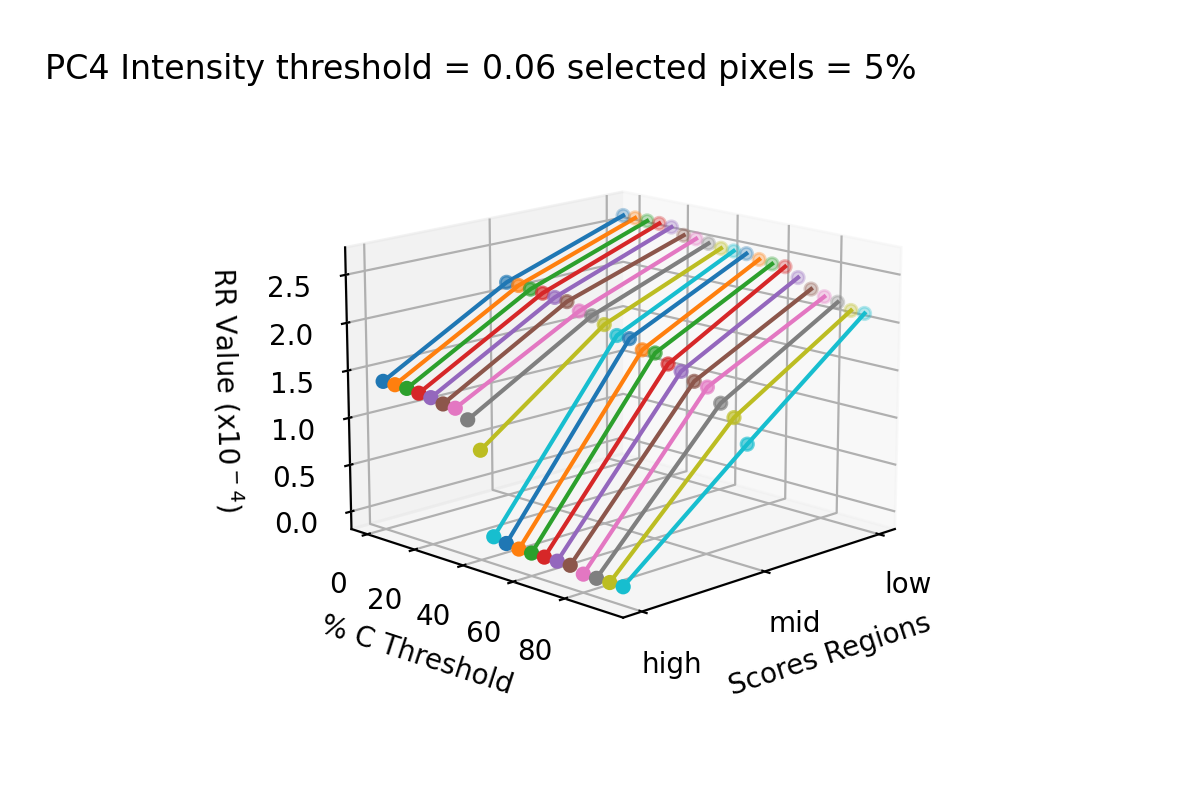 PC4 Intensity threshold = 0.06 selected pixels = 5%
RR Value (x10⁻⁴)
2.5
2.0
1.5
1.0
0.5
0.0
0
20
40
60
80
% C Threshold
high
mid
low
Scores Regions